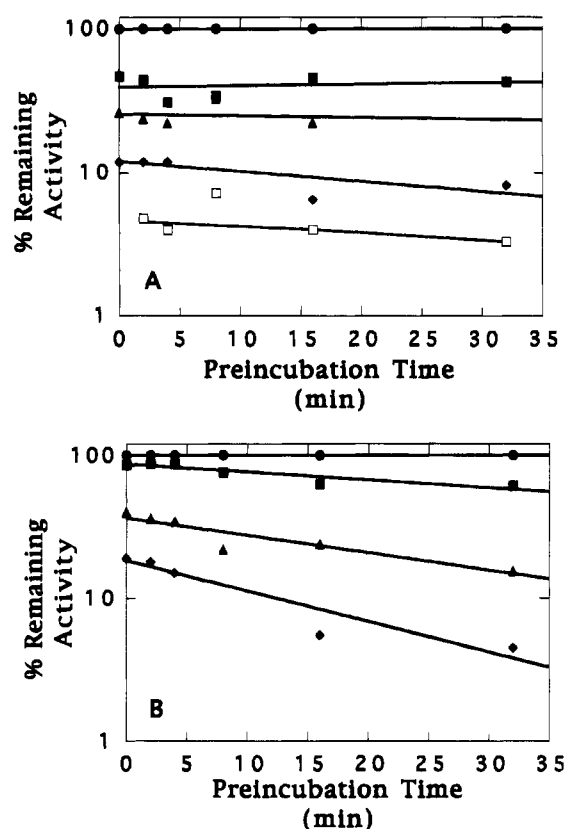 100
10
1
% Remaining
Activity
A
0 5 10 15 20 25 30 35
Preincubation Time
(min)
100
10
1
% Remaining
Activity
B
0 5 10 15 20 25 30 35
Preincubation Time
(min)